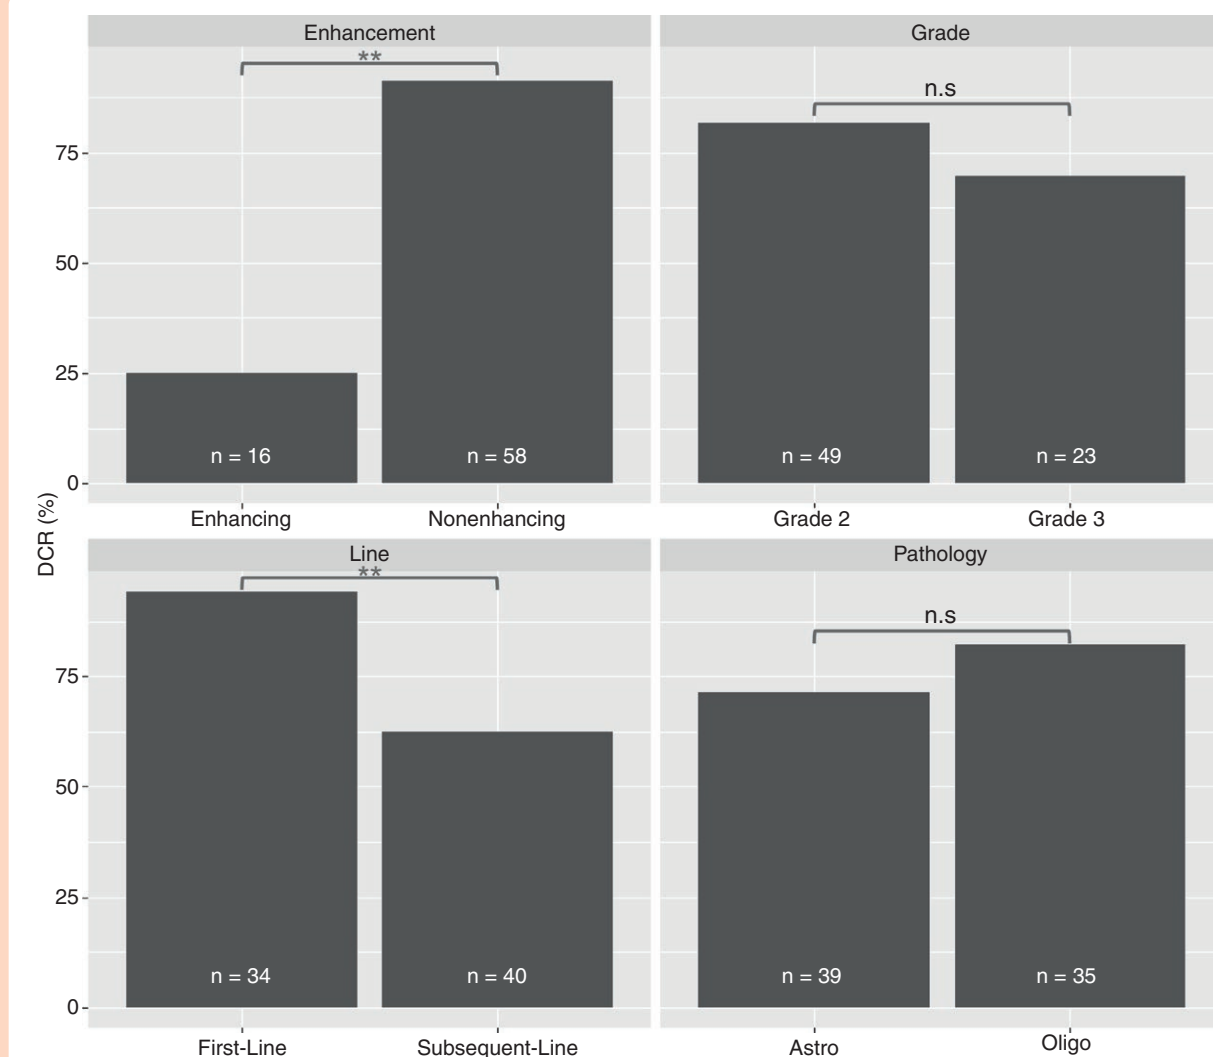 Enhancement
**
75
50
25
0
n = 16
n = 58
Enhancing
Nonenhancing
Grade
n.s
n = 49
n = 23
Grade 2
Grade 3
DCR (%)
Line
**
75
50
25
0
n = 34
n = 40
First-Line
Subsequent-Line
Pathology
n.s
n = 39
n = 35
Astro
Oligo